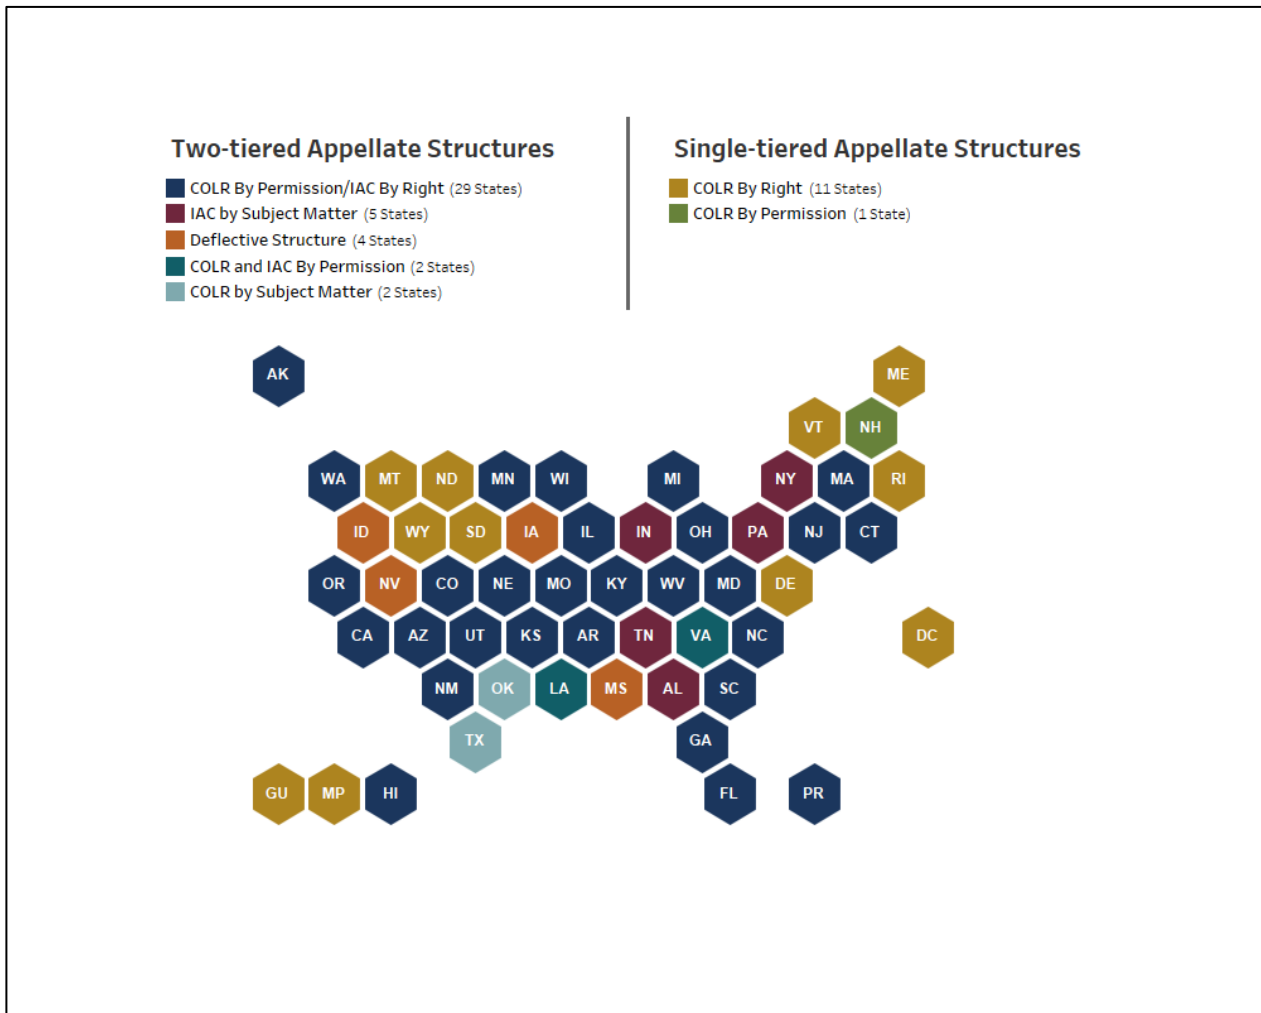 Two-tiered Appellate Structures
COLR By Permission/IAC By Right (29 States)
IAC by Subject Matter (5 States)
Deflective Structure (4 States)
COLR and IAC By Permission (2 States)
COLR by Subject Matter (2 States)
Single-tiered Appellate Structures
COLR By Right (11 States)
COLR By Permission (1 State)
AK ME
VT NH
WA MT ND MN WI MI NY MA RI
ID WY SD IA IL IN OH PA NJ CT
OR NV CO NE MO KY WV MD DE
CA AZ UT KS AR TN VA NC DC
NM OK LA MS AL SC
TX GA
GU MP HI FL PR